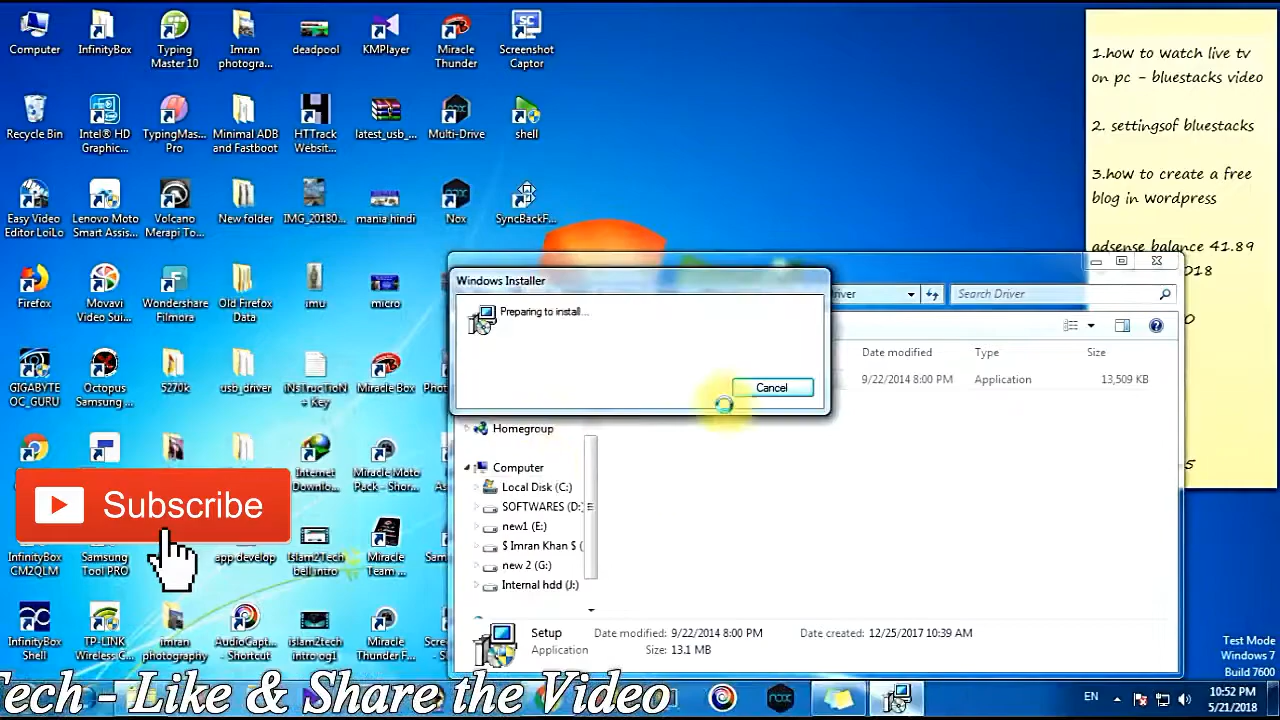 Computer
InfinityBox
Typing
Master 10
Imran
photogra...
deadpool
KMPlayer
Miracle
Thunder
Screenshot
Captor
Recycle Bin
Intel® HD
Graphic...
TypingMas...
Pro
Minimal ADB
and Fastboot
HTTrack
Websit...
latest_usb_...
Multi-Drive
shell
Easy Video
Editor LoiLo
Lenovo Moto
Smart Assis...
Volcano
Merapi To...
New folder
IMG_20180...
mania hindi
Nox
SyncBackF...
Firefox
Movavi
Video Sui...
Wondershare
Filmora
Old Firefox
Data
imu
micro
GIGABYTE
OC_GURU
Octopus
Samsung ...
5270k
usb_driver
iNSTrucTioN
+ Key
Miracle Box
Internet
Downlo...
Miracle Moto
Pack - Shor...
Subscribe
InfinityBox
CM2QLM
Samsung
Tool PRO
app develop
islam2Tech
bell intro
Miracle
Team ...
InfinityBox
Shell
TP-LINK
Wireless C...
imran
photography
AudioCapt...
- Shortcut
islam2tech
intro og1
Miracle
Thunder F...
1.how to watch live tv
on pc - bluestacks video
2. settingsof bluestacks
3.how to create a free
blog in wordpress
adsense balance 41.89
018
Windows Installer
Preparing to install...
Cancel
Search Driver
Date modified
Type
Size
9/22/2014 8:00 PM
Application
13,509 KB
Homegroup
Computer
Local Disk (C:)
SOFTWARES (D:
new1 (E:)
$ Imran Khan $ (
new 2 (G:)
Internal hdd (J:)
Setup
Date modified: 9/22/2014 8:00 PM
Date created: 12/25/2017 10:39 AM
Application
Size: 13.1 MB
Test Mode
Windows 7
Build 7600
Tech - Like & Share the Video
EN
10:52 PM
5/21/2018